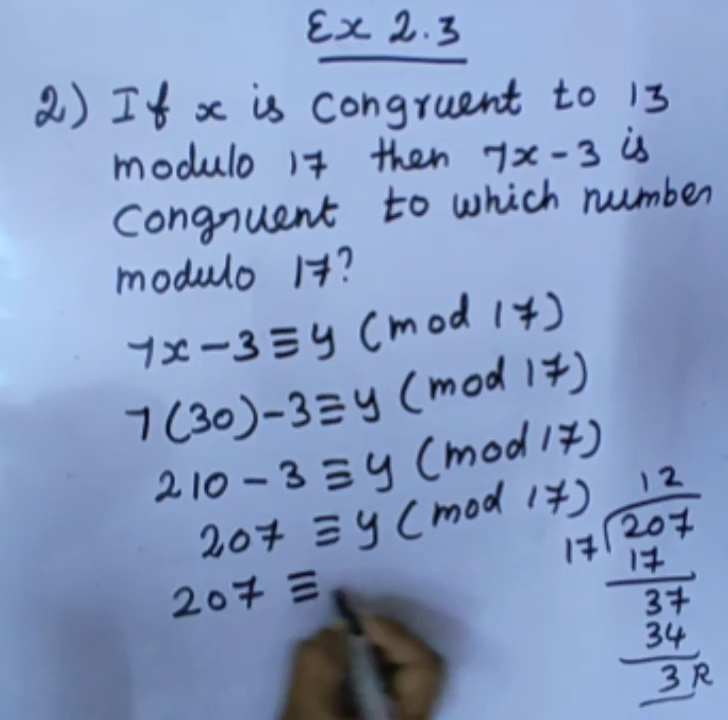 Ex 2.3
2) If x is congruent to 13
modulo 17 then 7x-3 is
congruent to which number
modulo 17?
7x-3≡y (mod 17)
7(30)-3≡y (mod 17)
210-3≡y (mod 17)
207≡y (mod 17)
207≡
12
17)207
17
37
34
3 R